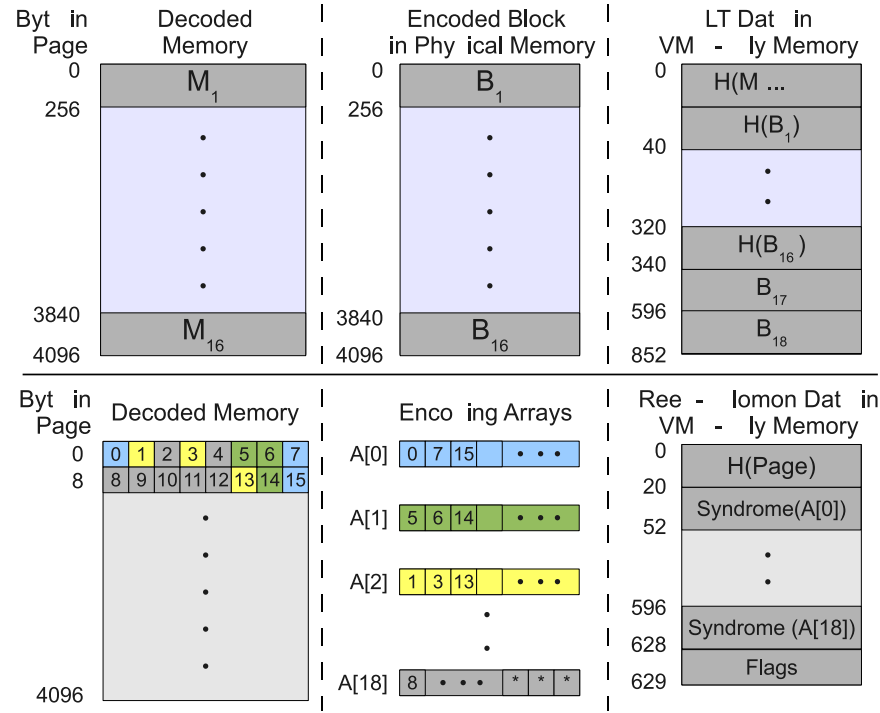 Byt in
Page
Decoded
Memory
0
M1
256
3840
M16
4096
Encoded Block
in Phy ical Memory
0
B1
256
3840
B16
4096
LT Dat in
VM - ly Memory
0
H(M ...
H(B1)
40
320
H(B16)
340
B17
596
B18
852
Byt in
Page
Decoded Memory
0
0 1 2 3 4 5 6 7
8
8 9 10 11 12 13 14 15
4096
Enco ing Arrays
A[0] 0 7 15
A[1] 5 6 14
A[2] 1 3 13
A[18] 8 * * *
Ree - lomon Dat in
VM - ly Memory
0
H(Page)
20
Syndrome(A[0])
52
596
Syndrome (A[18])
628
Flags
629